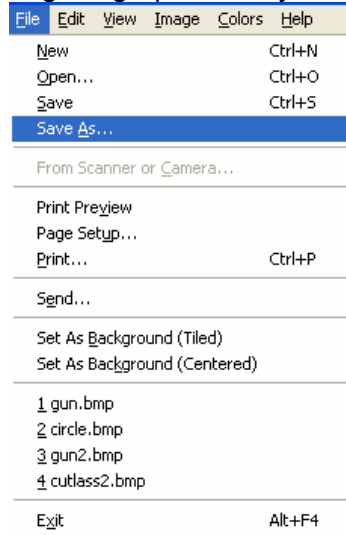 File Edit View Image Colors Help
New Ctrl+N
Open... Ctrl+O
Save Ctrl+S
Save As...
From Scanner or Camera...
Print Preview
Page Setup...
Print... Ctrl+P
Send...
Set As Background (Tiled)
Set As Background (Centered)
1 gun.bmp
2 circle.bmp
3 gun2.bmp
4 cutlass2.bmp
Exit Alt+F4